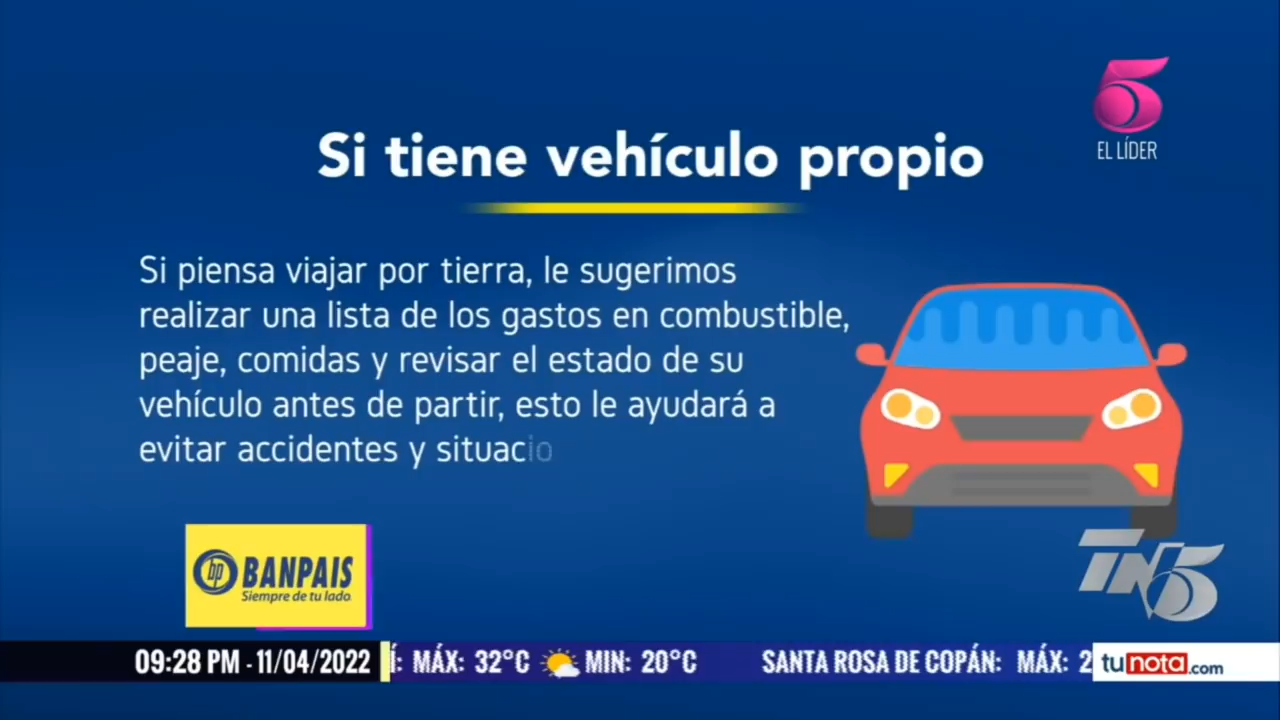 5
EL LÍDER
Si tiene vehículo propio
Si piensa viajar por tierra, le sugerimos
realizar una lista de los gastos en combustible,
peaje, comidas y revisar el estado de su
vehículo antes de partir, esto le ayudará a
evitar accidentes y situacio
bp BANPAIS
Siempre de tu lado
TN5
09:28 PM - 11/04/2022 Í: MÁX: 32°C MIN: 20°C SANTA ROSA DE COPÁN: MÁX: 2 tunota.com